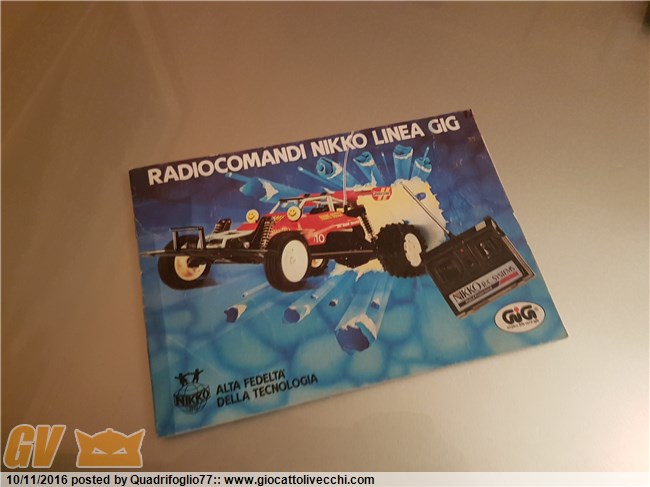 RADIOCOMANDI NIKKO LINEA GIG
10
NIKKO R/C SYSTEMS
GiG
NIKKO
ALTA FEDELTA'
DELLA TECNOLOGIA
GV
10/11/2016 posted by Quadrifoglio77:: www.giocattolivecchi.com